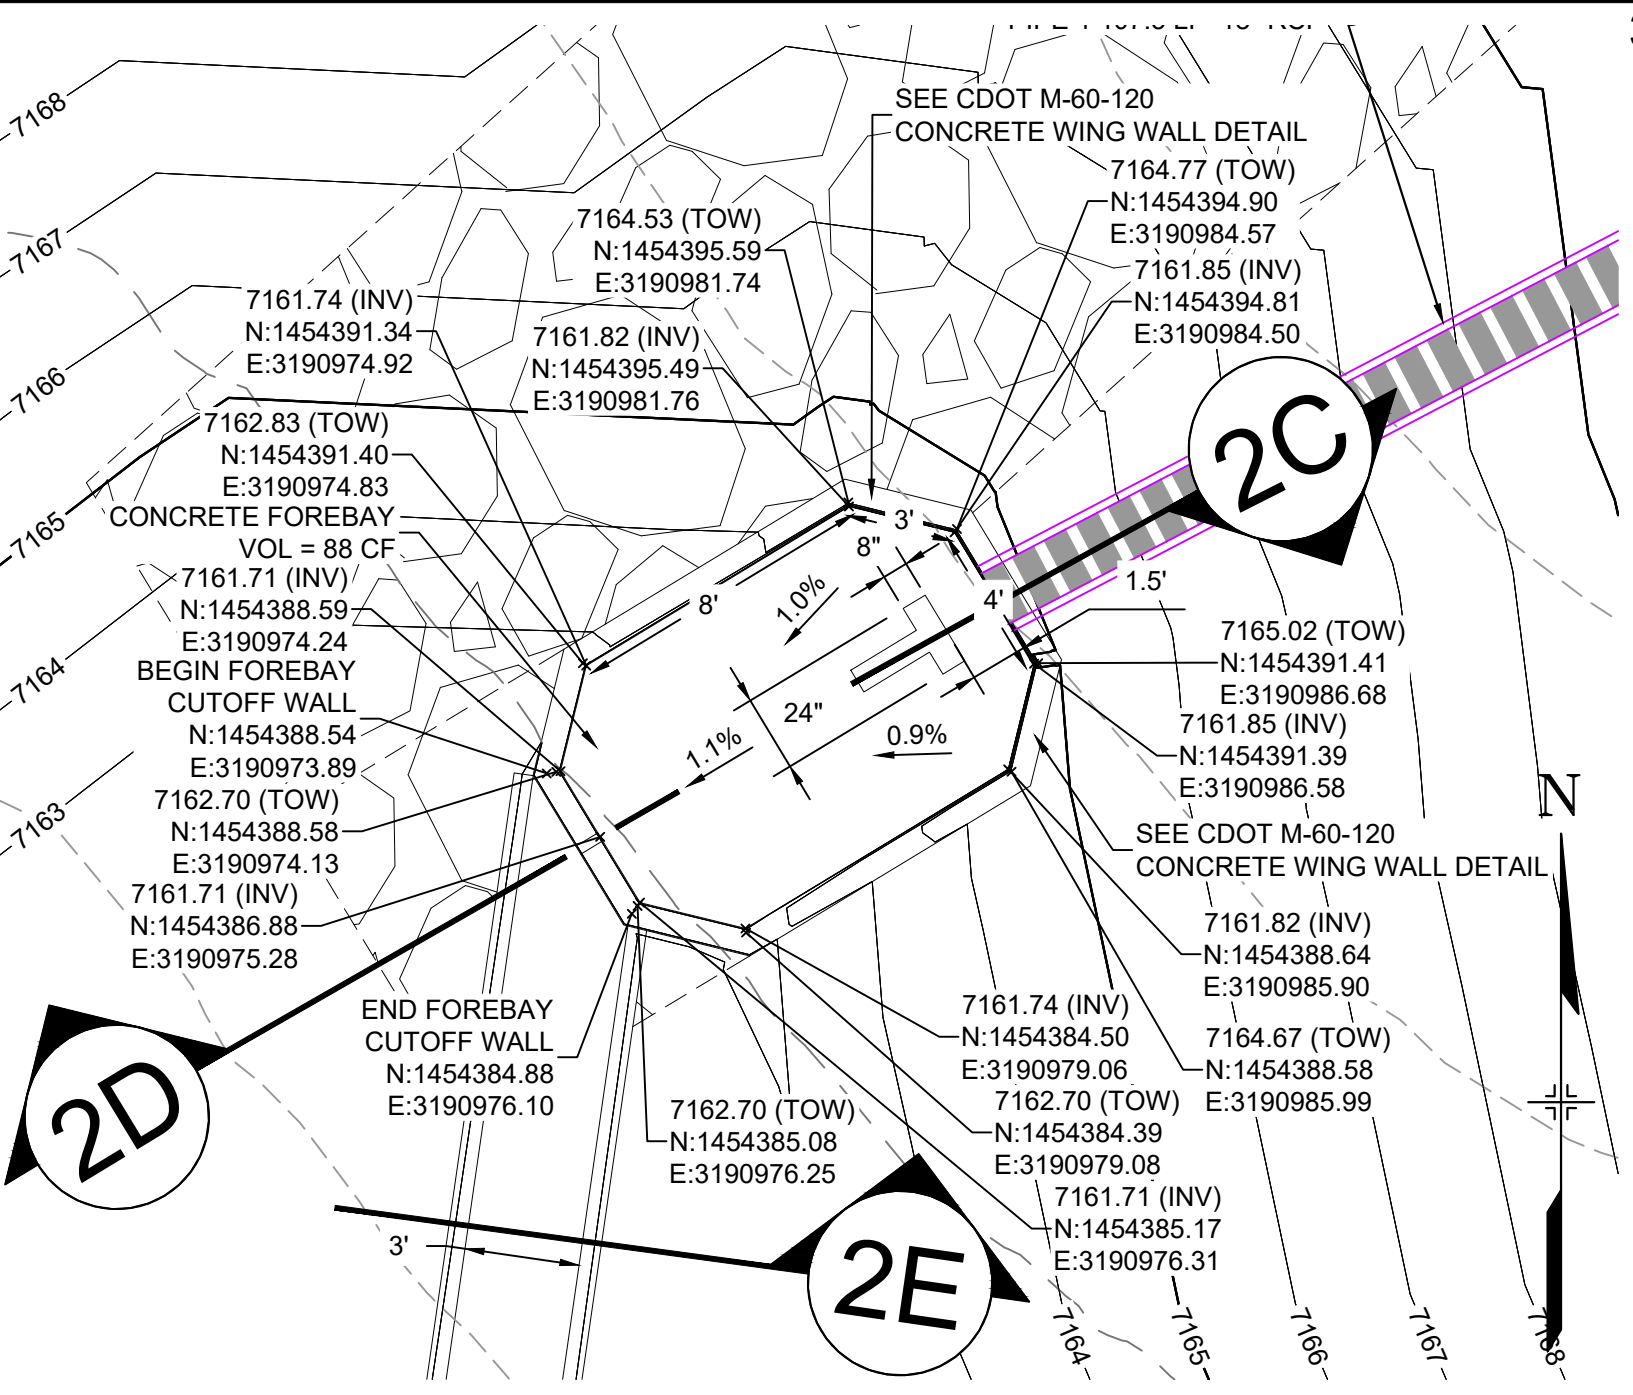 SEE CDOT M-60-120
CONCRETE WING WALL DETAIL
7168
7164.77 (TOW)
N:1454394.90
E:3190984.57
7164.53 (TOW)
N:1454395.59
E:3190981.74
7167
7161.85 (INV)
N:1454394.81
E:3190984.50
7161.74 (INV)
N:1454391.34
E:3190974.92
7161.82 (INV)
N:1454395.49
E:3190981.76
7166
7162.83 (TOW)
N:1454391.40
E:3190974.83
2C
CONCRETE FOREBAY
VOL = 88 CF
7165
3'
8"
7161.71 (INV)
N:1454388.59
E:3190974.24
8'
1.0%
4'
1.5'
7165.02 (TOW)
N:1454391.41
E:3190986.68
7164
BEGIN FOREBAY
CUTOFF WALL
N:1454388.54
E:3190973.89
24"
1.1%
0.9%
7161.85 (INV)
N:1454391.39
E:3190986.58
N
7162.70 (TOW)
N:1454388.58
E:3190974.13
7163
SEE CDOT M-60-120
CONCRETE WING WALL DETAIL
7161.71 (INV)
N:1454386.88
E:3190975.28
7161.82 (INV)
N:1454388.64
E:3190985.90
END FOREBAY
CUTOFF WALL
N:1454384.88
E:3190976.10
7161.74 (INV)
N:1454384.50
E:3190979.06
7164.67 (TOW)
N:1454388.58
E:3190985.99
2D
7162.70 (TOW)
N:1454385.08
E:3190976.25
7162.70 (TOW)
N:1454384.39
E:3190979.08
7161.71 (INV)
N:1454385.17
E:3190976.31
3'
2E
7164
7165
7166
7167
7168